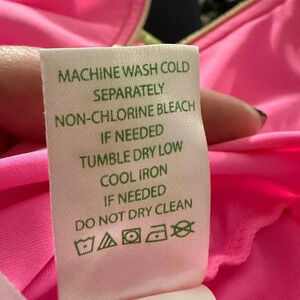 MACHINE WASH COLD
SEPARATELY
NON-CHLORINE BLEACH
IF NEEDED
TUMBLE DRY LOW
COOL IRON
IF NEEDED
DO NOT DRY CLEAN